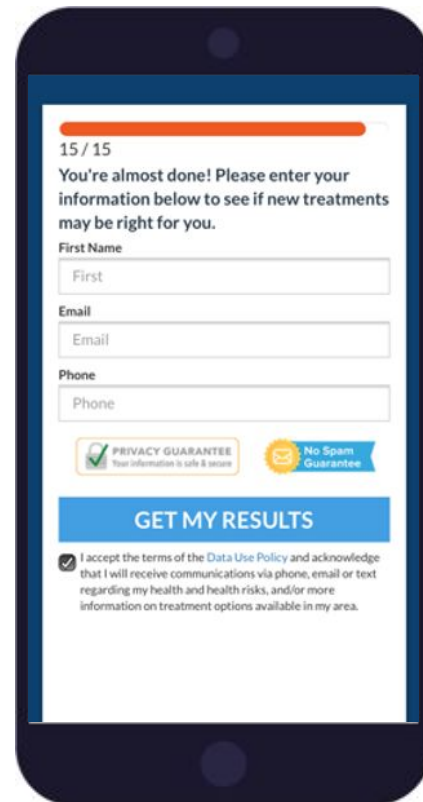 15 / 15
You're almost done! Please enter your
information below to see if new treatments
may be right for you.
First Name
First
Email
Email
Phone
Phone
PRIVACY GUARANTEE
Your information is safe & secure
No Spam
Guarantee
GET MY RESULTS
I accept the terms of the Data Use Policy and acknowledge
that I will receive communications via phone, email or text
regarding my health and health risks, and/or more
information on treatment options available in my area.